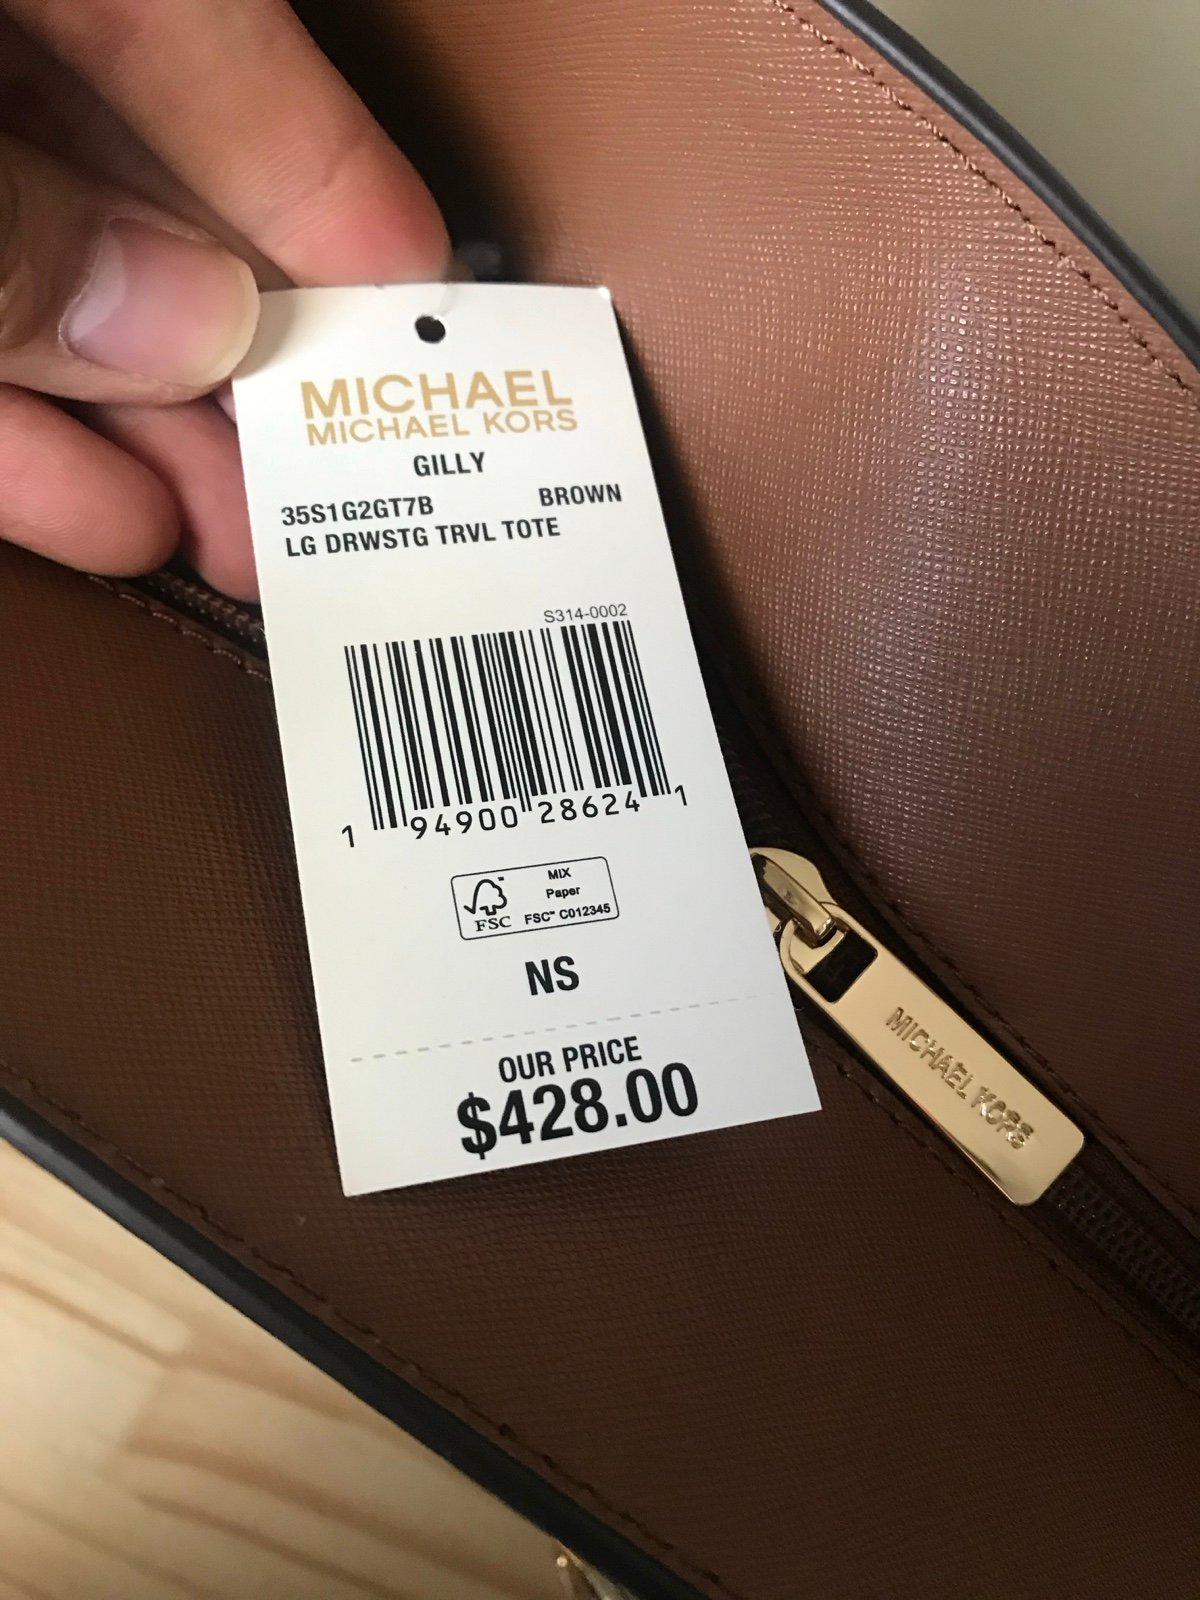 MICHAEL
MICHAEL KORS
GILLY
35S1G2GT7B BROWN
LG DRWSTG TRVL TOTE
S314-0002
1 94900 28624 1
FSC
MIX
Paper
FSC™ C012345
NS
OUR PRICE
$428.00
MICHAEL KORS